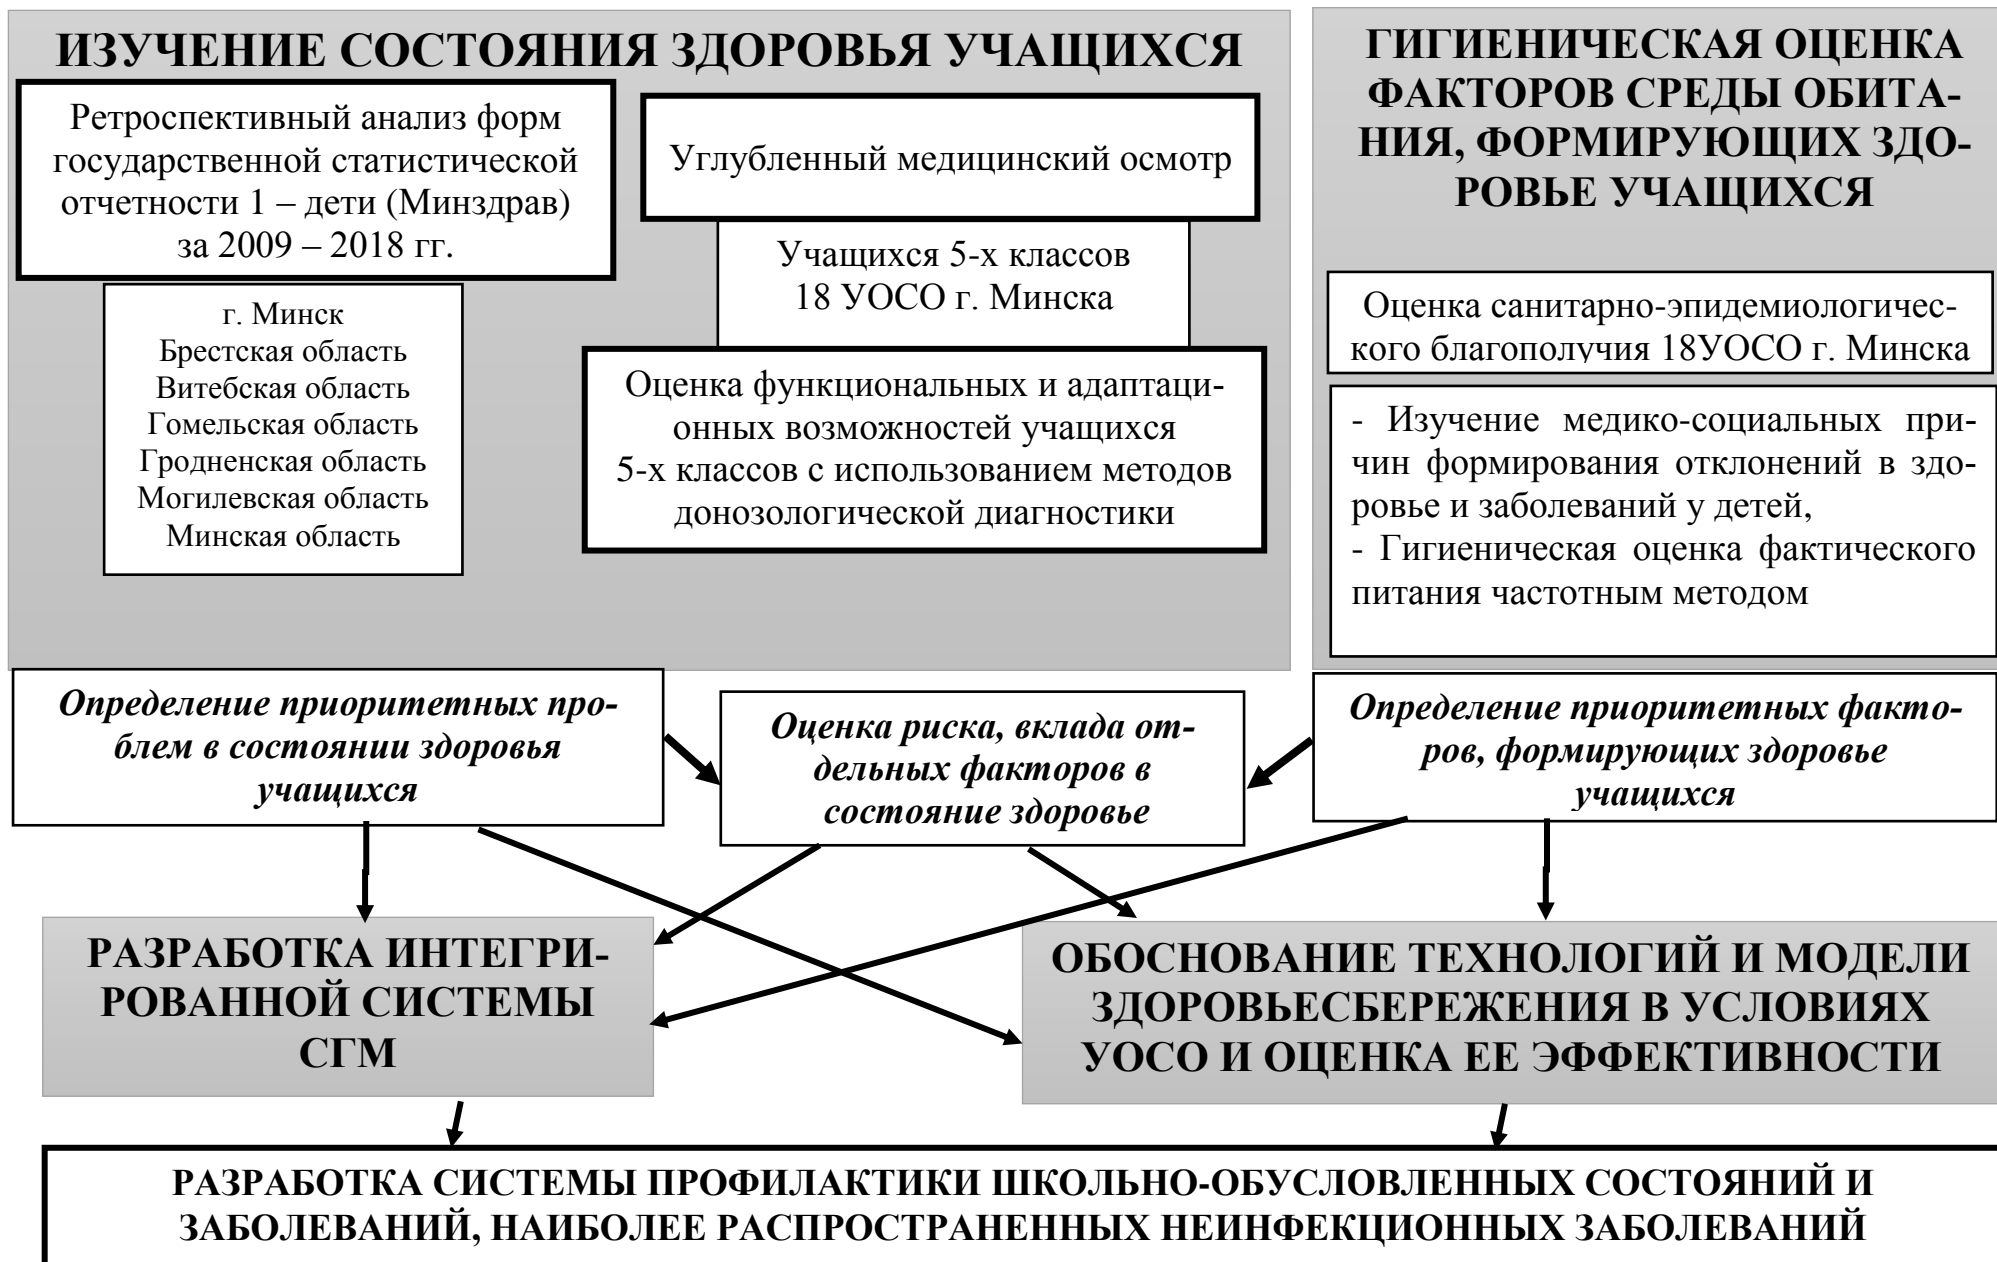 ИЗУЧЕНИЕ СОСТОЯНИЯ ЗДОРОВЬЯ УЧАЩИХСЯ
Ретроспективный анализ форм
государственной статистической
отчетности 1 – дети (Минздрав)
за 2009 – 2018 гг.
г. Минск
Брестская область
Витебская область
Гомельская область
Гродненская область
Могилевская область
Минская область
Углубленный медицинский осмотр
Учащихся 5-х классов
18 УОСО г. Минска
Оценка функциональных и адаптаци-
онных возможностей учащихся
5-х классов с использованием методов
донозологической диагностики
ГИГИЕНИЧЕСКАЯ ОЦЕНКА
ФАКТОРОВ СРЕДЫ ОБИТА-
НИЯ, ФОРМИРУЮЩИХ ЗДО-
РОВЬЕ УЧАЩИХСЯ
Оценка санитарно-эпидемиологичес-
кого благополучия 18УОСО г. Минска
- Изучение медико-социальных при-
чин формирования отклонений в здо-
ровье и заболеваний у детей,
- Гигиеническая оценка фактического
питания частотным методом
Определение приоритетных про-
блем в состоянии здоровья
учащихся
Оценка риска, вклада от-
дельных факторов в
состояние здоровье
Определение приоритетных факто-
ров, формирующих здоровье
учащихся
РАЗРАБОТКА ИНТЕГРИ-
РОВАННОЙ СИСТЕМЫ
СГМ
ОБОСНОВАНИЕ ТЕХНОЛОГИЙ И МОДЕЛИ
ЗДОРОВЬЕСБЕРЕЖЕНИЯ В УСЛОВИЯХ
УОСО И ОЦЕНКА ЕЕ ЭФФЕКТИВНОСТИ
РАЗРАБОТКА СИСТЕМЫ ПРОФИЛАКТИКИ ШКОЛЬНО-ОБУСЛОВЛЕННЫХ СОСТОЯНИЙ И
ЗАБОЛЕВАНИЙ, НАИБОЛЕЕ РАСПРОСТРАНЕННЫХ НЕИНФЕКЦИОННЫХ ЗАБОЛЕВАНИЙ